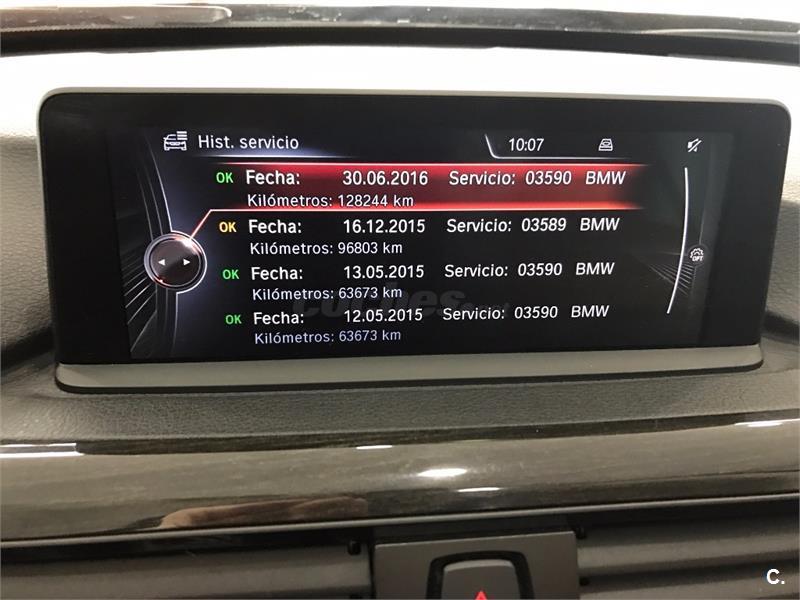 Hist. servicio 10:07
OK Fecha: 30.06.2016 Servicio: 03590 BMW
Kilómetros: 128244 km
OK Fecha: 16.12.2015 Servicio: 03589 BMW
Kilómetros: 96803 km
OK Fecha: 13.05.2015 Servicio: 03590 BMW
Kilómetros: 63673 km
OK Fecha: 12.05.2015 Servicio: 03590 BMW
Kilómetros: 63673 km
C.